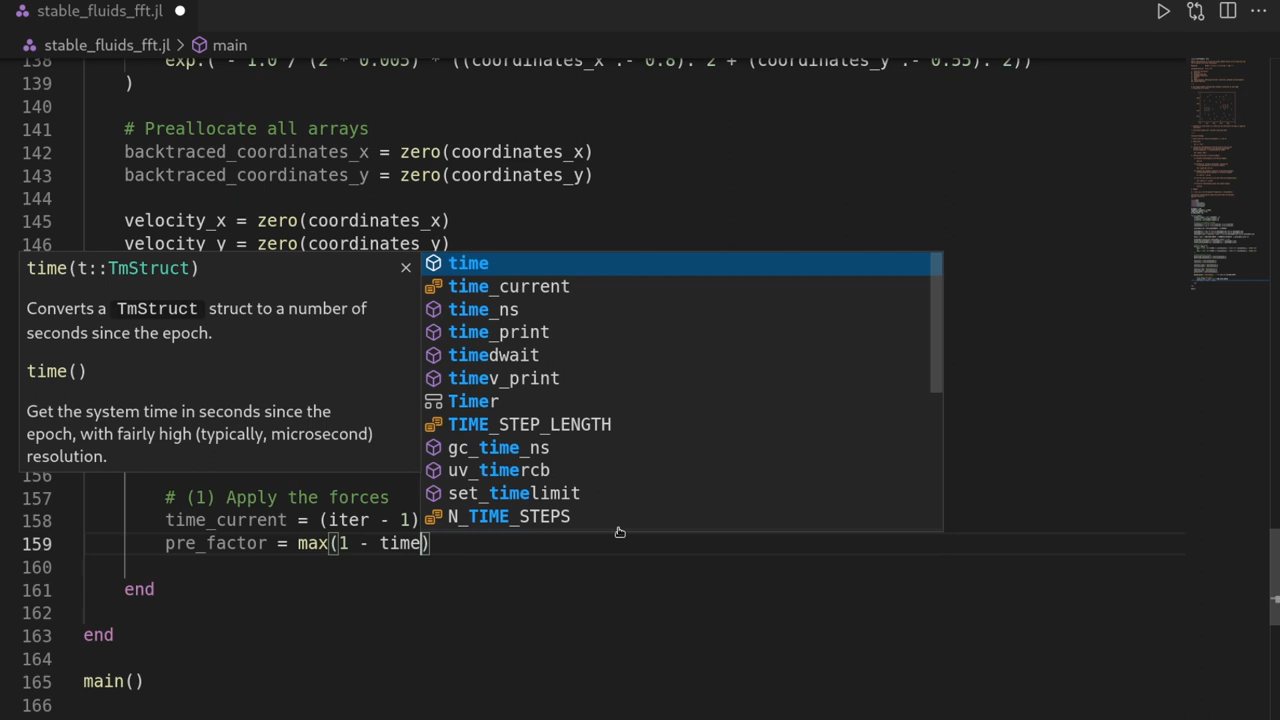 stable_fluids_fft.jl
stable_fluids_fft.jl > main
138 exp.( - 1.0 / (2 * 0.005) * ((coordinates_x .- 0.8).^2 + (coordinates_y .- 0.55).^2))
139 )
140
141 # Preallocate all arrays
142 backtraced_coordinates_x = zero(coordinates_x)
143 backtraced_coordinates_y = zero(coordinates_y)
144
145 velocity_x = zero(coordinates_x)
146 velocity_y = zero(coordinates_y)
time(t::TmStruct)
Converts a TmStruct struct to a number of
seconds since the epoch.
time()
Get the system time in seconds since the
epoch, with fairly high (typically, microsecond)
resolution.
time
time_current
time_ns
time_print
timedwait
timev_print
Timer
TIME_STEP_LENGTH
gc_time_ns
uv_timercb
set_timelimit
N_TIME_STEPS
156
157 # (1) Apply the forces
158 time_current = (iter - 1)
159 pre_factor = max(1 - time)
160
161 end
162
163 end
164
165 main()
166